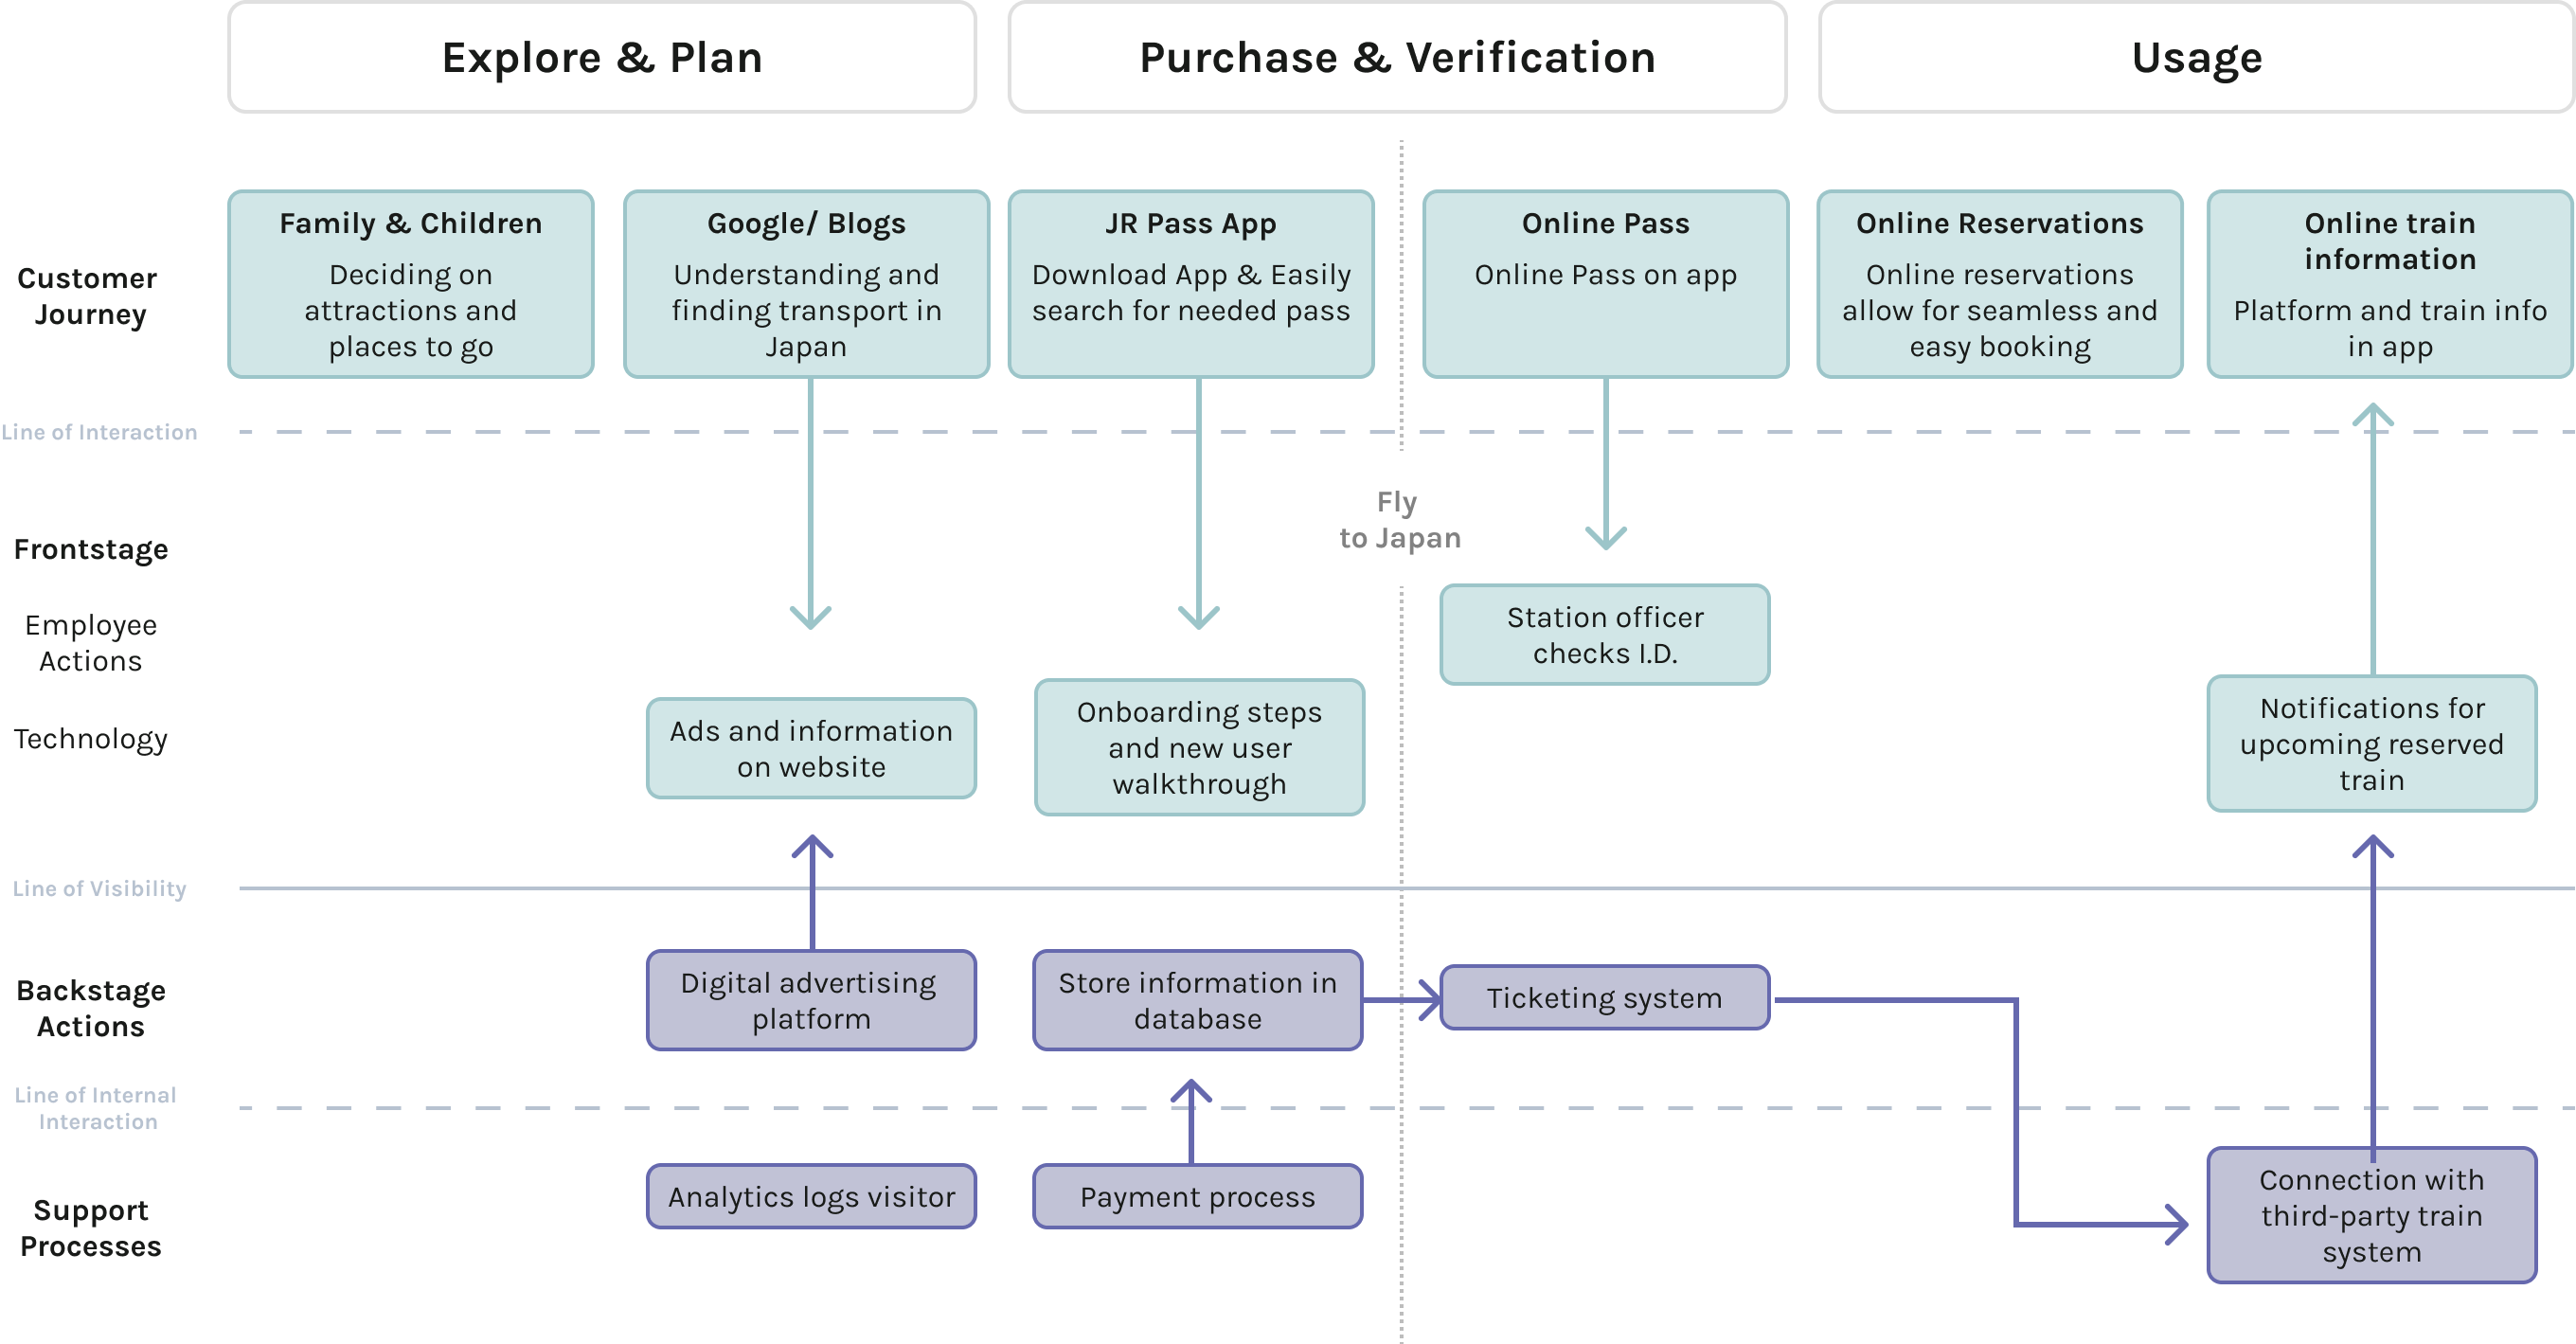 Explore & Plan
Purchase & Verification
Usage
Customer
Journey
Family & Children
Deciding on
attractions and
places to go
Google/ Blogs
Understanding and
finding transport in
Japan
JR Pass App
Download App & Easily
search for needed pass
Online Pass
Online Pass on app
Online Reservations
Online reservations
allow for seamless and
easy booking
Online train
information
Platform and train info
in app
Line of Interaction
Fly
to Japan
Frontstage
Employee
Actions
Station officer
checks I.D.
Technology
Ads and information
on website
Onboarding steps
and new user
walkthrough
Notifications for
upcoming reserved
train
Line of Visibility
Backstage
Actions
Digital advertising
platform
Store information in
database
Ticketing system
Line of Internal
Interaction
Support
Processes
Analytics logs visitor
Payment process
Connection with
third-party train
system